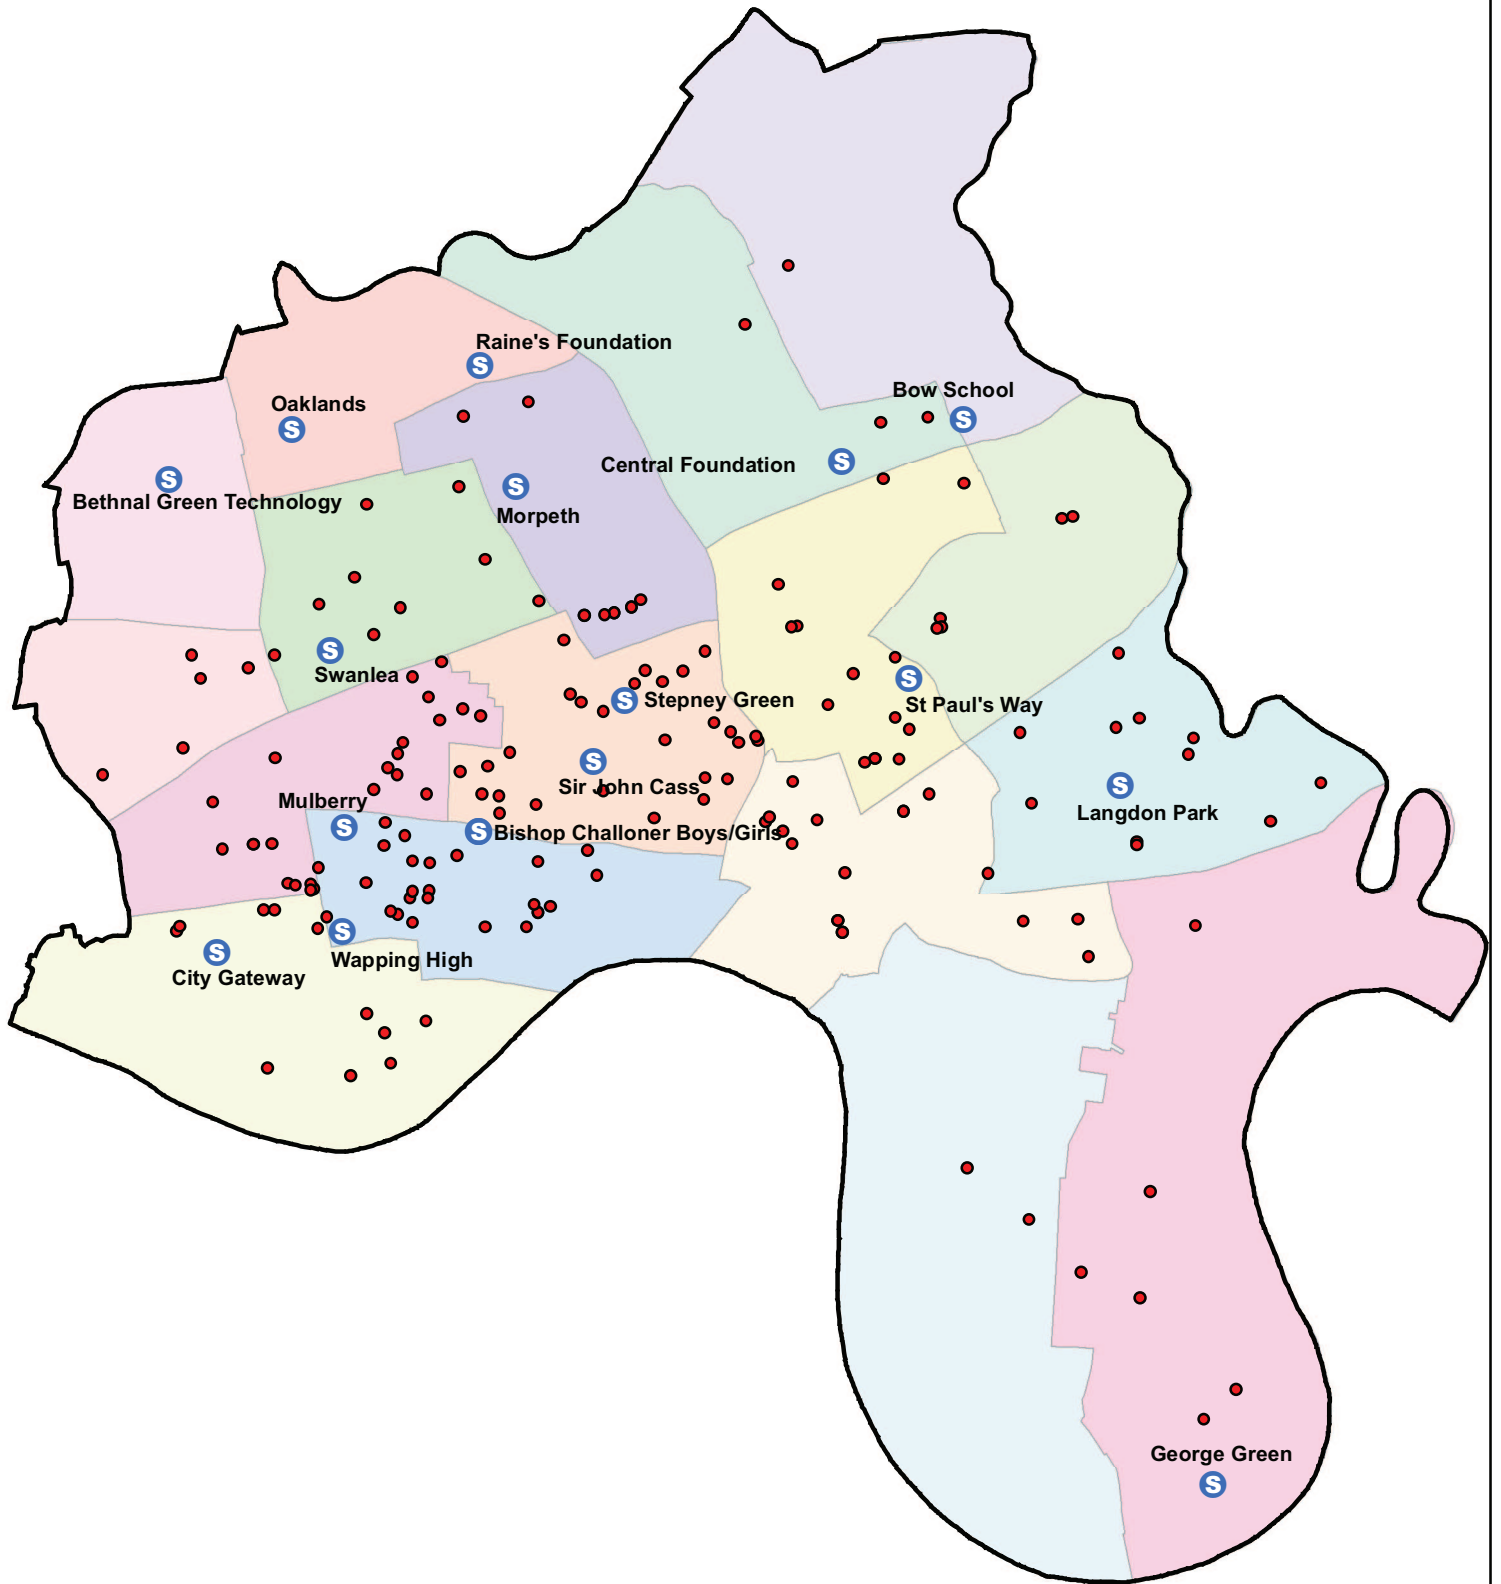 Raine's Foundation
S
Bow School
S
Oaklands
S
Central Foundation
S
S
Bethnal Green Technology
S
Morpeth
S
Swanlea
S
Stepney Green
S
St Paul's Way
S
Sir John Cass
S
Langdon Park
Mulberry
S
S
Bishop Challoner Boys/Girls
S
Wapping High
S
City Gateway
George Green
S